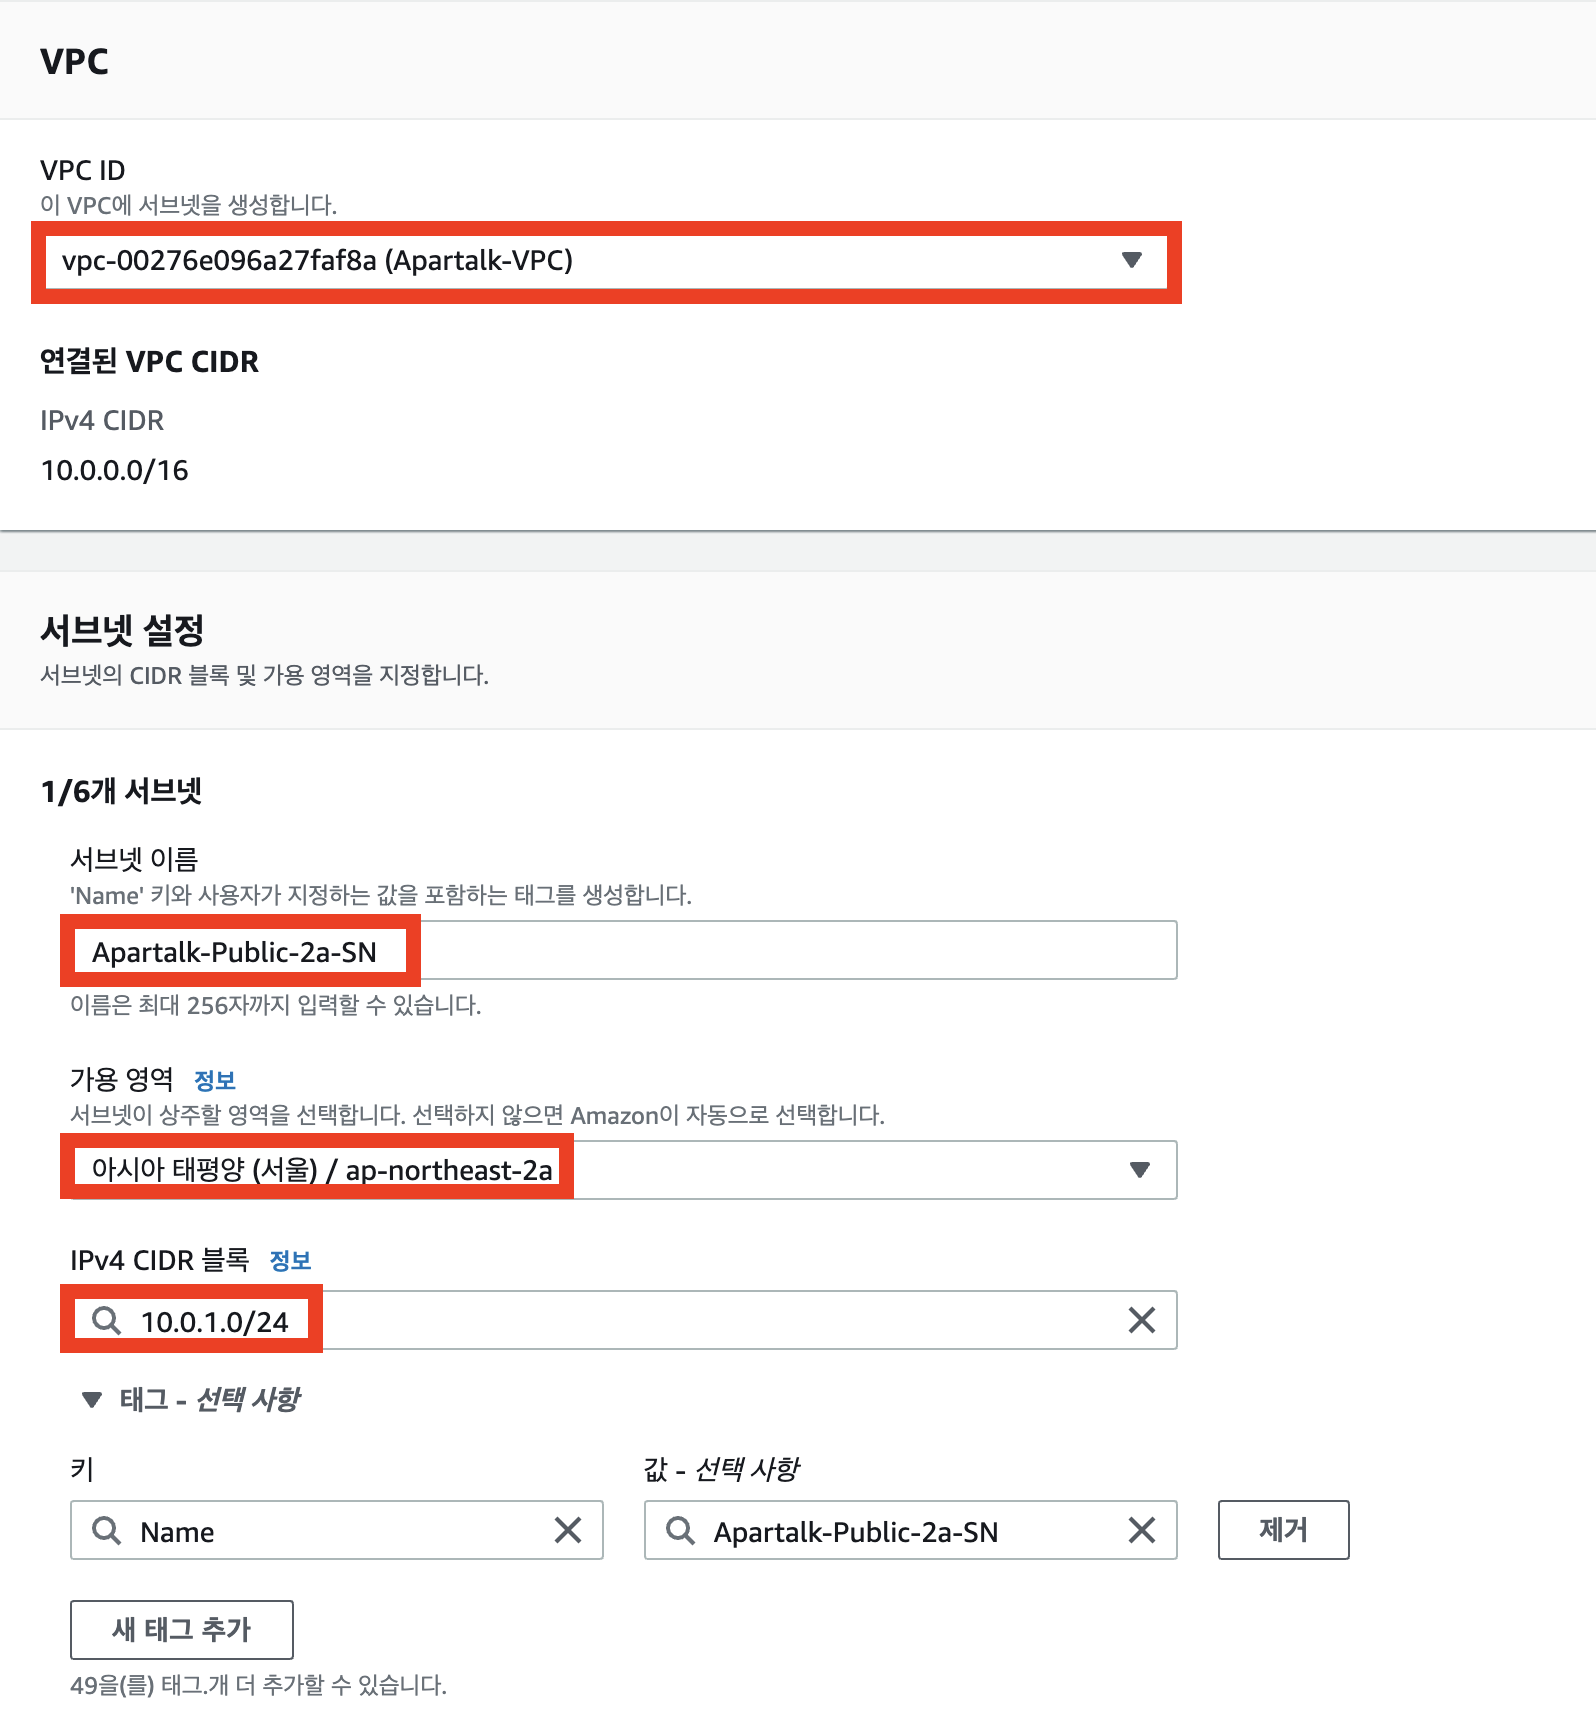 VPC
VPC ID
이 VPC에 서브넷을 생성합니다.
vpc-00276e096a27faf8a (Apartalk-VPC)
연결된 VPC CIDR
IPv4 CIDR
10.0.0.0/16
서브넷 설정
서브넷의 CIDR 블록 및 가용 영역을 지정합니다.
1/6개 서브넷
서브넷 이름
'Name' 키와 사용자가 지정하는 값을 포함하는 태그를 생성합니다.
Apartalk-Public-2a-SN
이름은 최대 256자까지 입력할 수 있습니다.
가용 영역 정보
서브넷이 상주할 영역을 선택합니다. 선택하지 않으면 Amazon이 자동으로 선택합니다.
아시아 태평양 (서울) / ap-northeast-2a
IPv4 CIDR 블록 정보
10.0.1.0/24
태그 - 선택 사항
키 값 - 선택 사항
Name Apartalk-Public-2a-SN 제거
새 태그 추가
49을(를) 태그.개 더 추가할 수 있습니다.